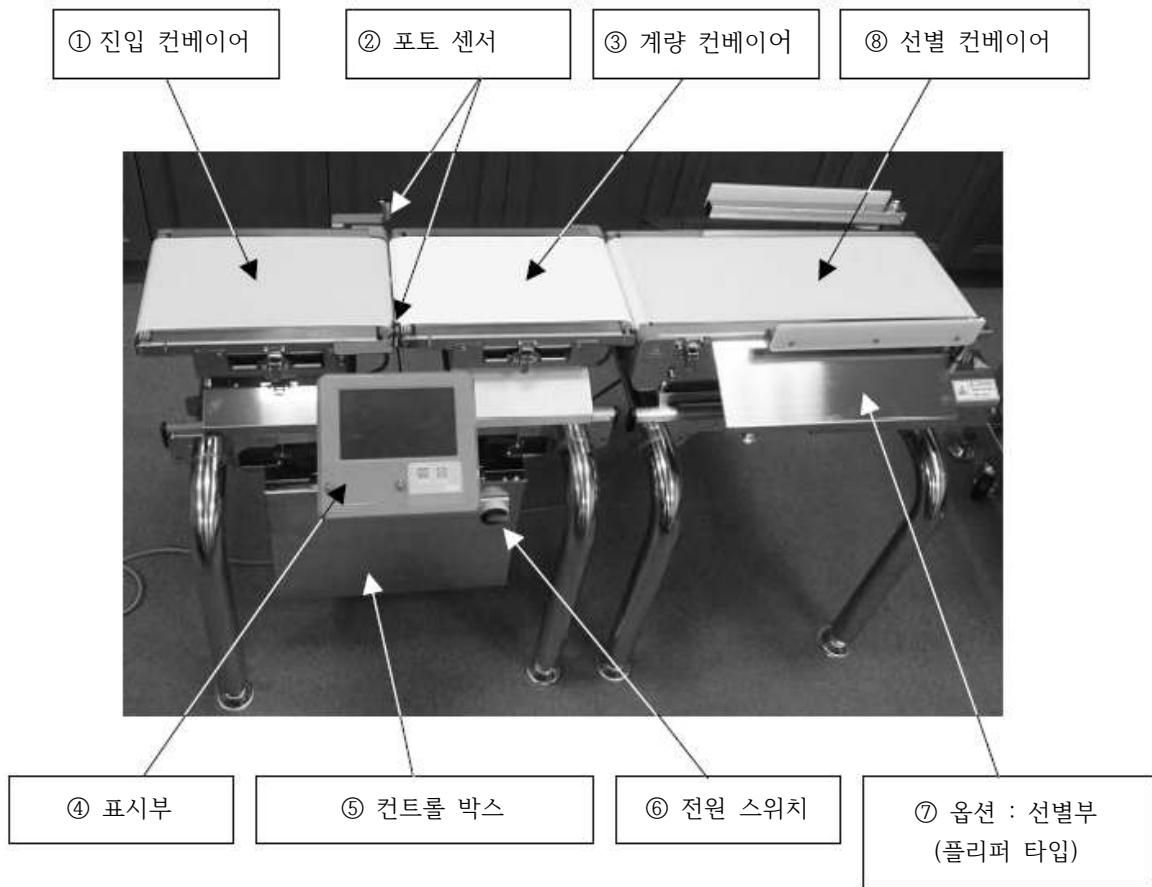 ① 진입 컨베이어
② 포토 센서
③ 계량 컨베이어
⑧ 선별 컨베이어
④ 표시부
⑤ 컨트롤 박스
⑥ 전원 스위치
⑦ 옵션 : 선별부
(플리퍼 타입)